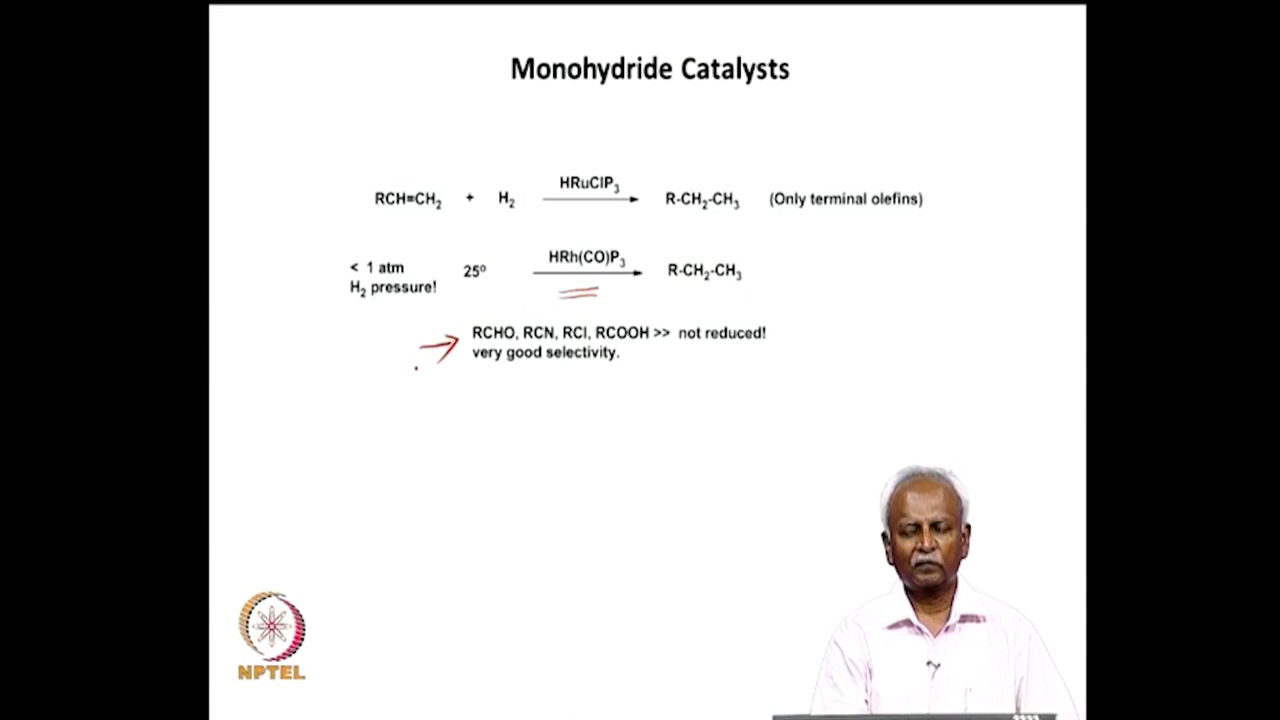 Monohydride Catalysts
RCH=CH2 + H2 HRuClP3 R-CH2-CH3 (Only terminal olefins)
< 1 atm 25º HRh(CO)P3 R-CH2-CH3
H2 pressure!
RCHO, RCN, RCl, RCOOH >> not reduced!
very good selectivity.
NPTEL